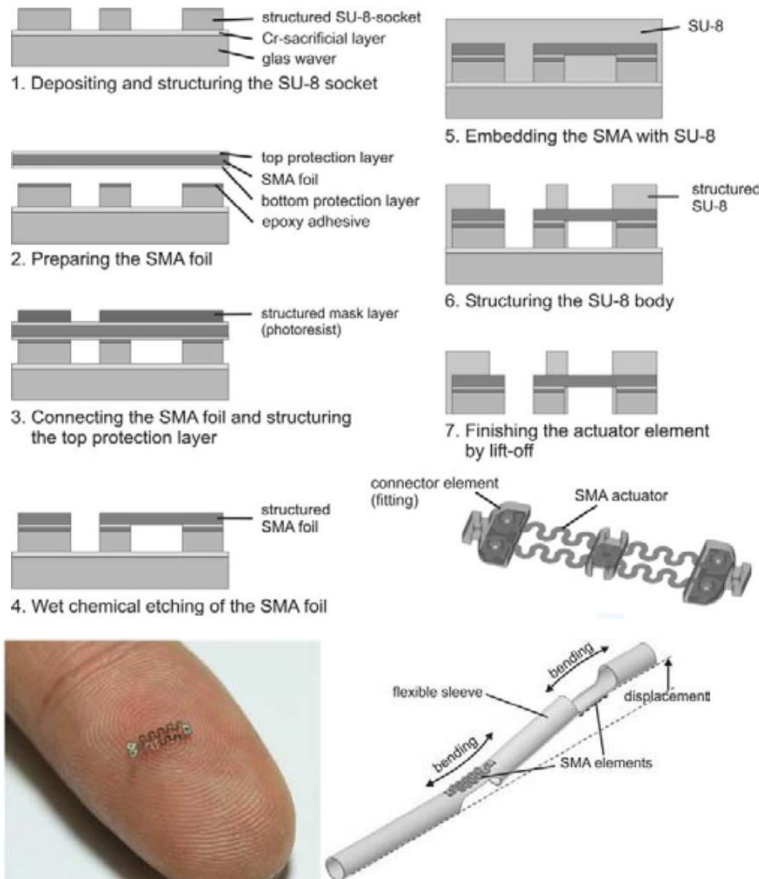 structured SU-8-socket
Cr-sacrificial layer
glas waver
1. Depositing and structuring the SU-8 socket
top protection layer
SMA foil
bottom protection layer
epoxy adhesive
2. Preparing the SMA foil
structured mask layer
(photoresist)
3. Connecting the SMA foil and structuring
the top protection layer
structured
SMA foil
4. Wet chemical etching of the SMA foil
SU-8
5. Embedding the SMA with SU-8
structured
SU-8
6. Structuring the SU-8 body
7. Finishing the actuator element
by lift-off
connector element
(fitting)
SMA actuator
bending
flexible sleeve
displacement
bending
SMA elements